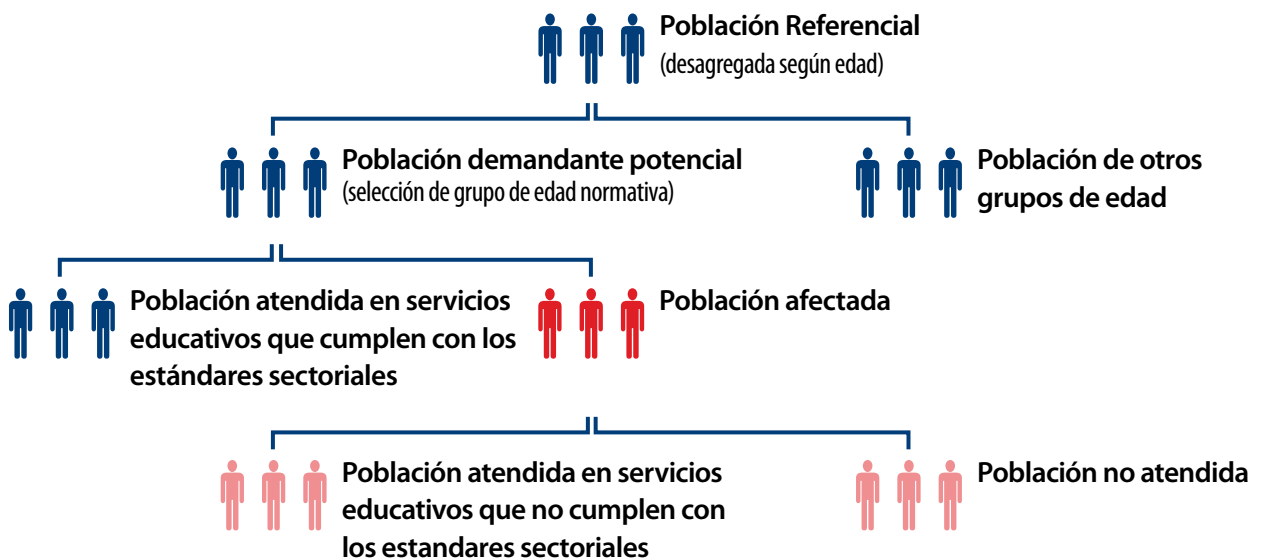 Población Referencial
(desagregada según edad)
Población demandante potencial
(selección de grupo de edad normativa)
Población de otros
grupos de edad
Población atendida en servicios
educativos que cumplen con los
estándares sectoriales
Población afectada
Población atendida en servicios
educativos que no cumplen con
los estandares sectoriales
Población no atendida